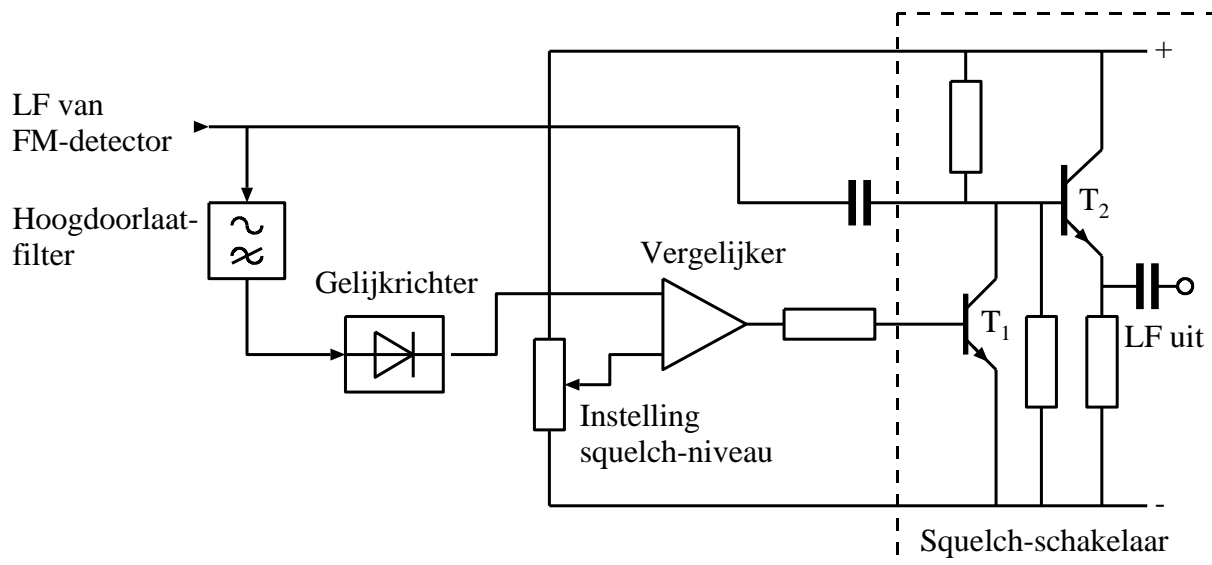 +
LF van
FM-detector
T₂
Hoogdoorlaat-
filter
Vergelijker
Gelijkrichter
T₁
LF uit
Instelling
squelch-niveau
-
Squelch-schakelaar